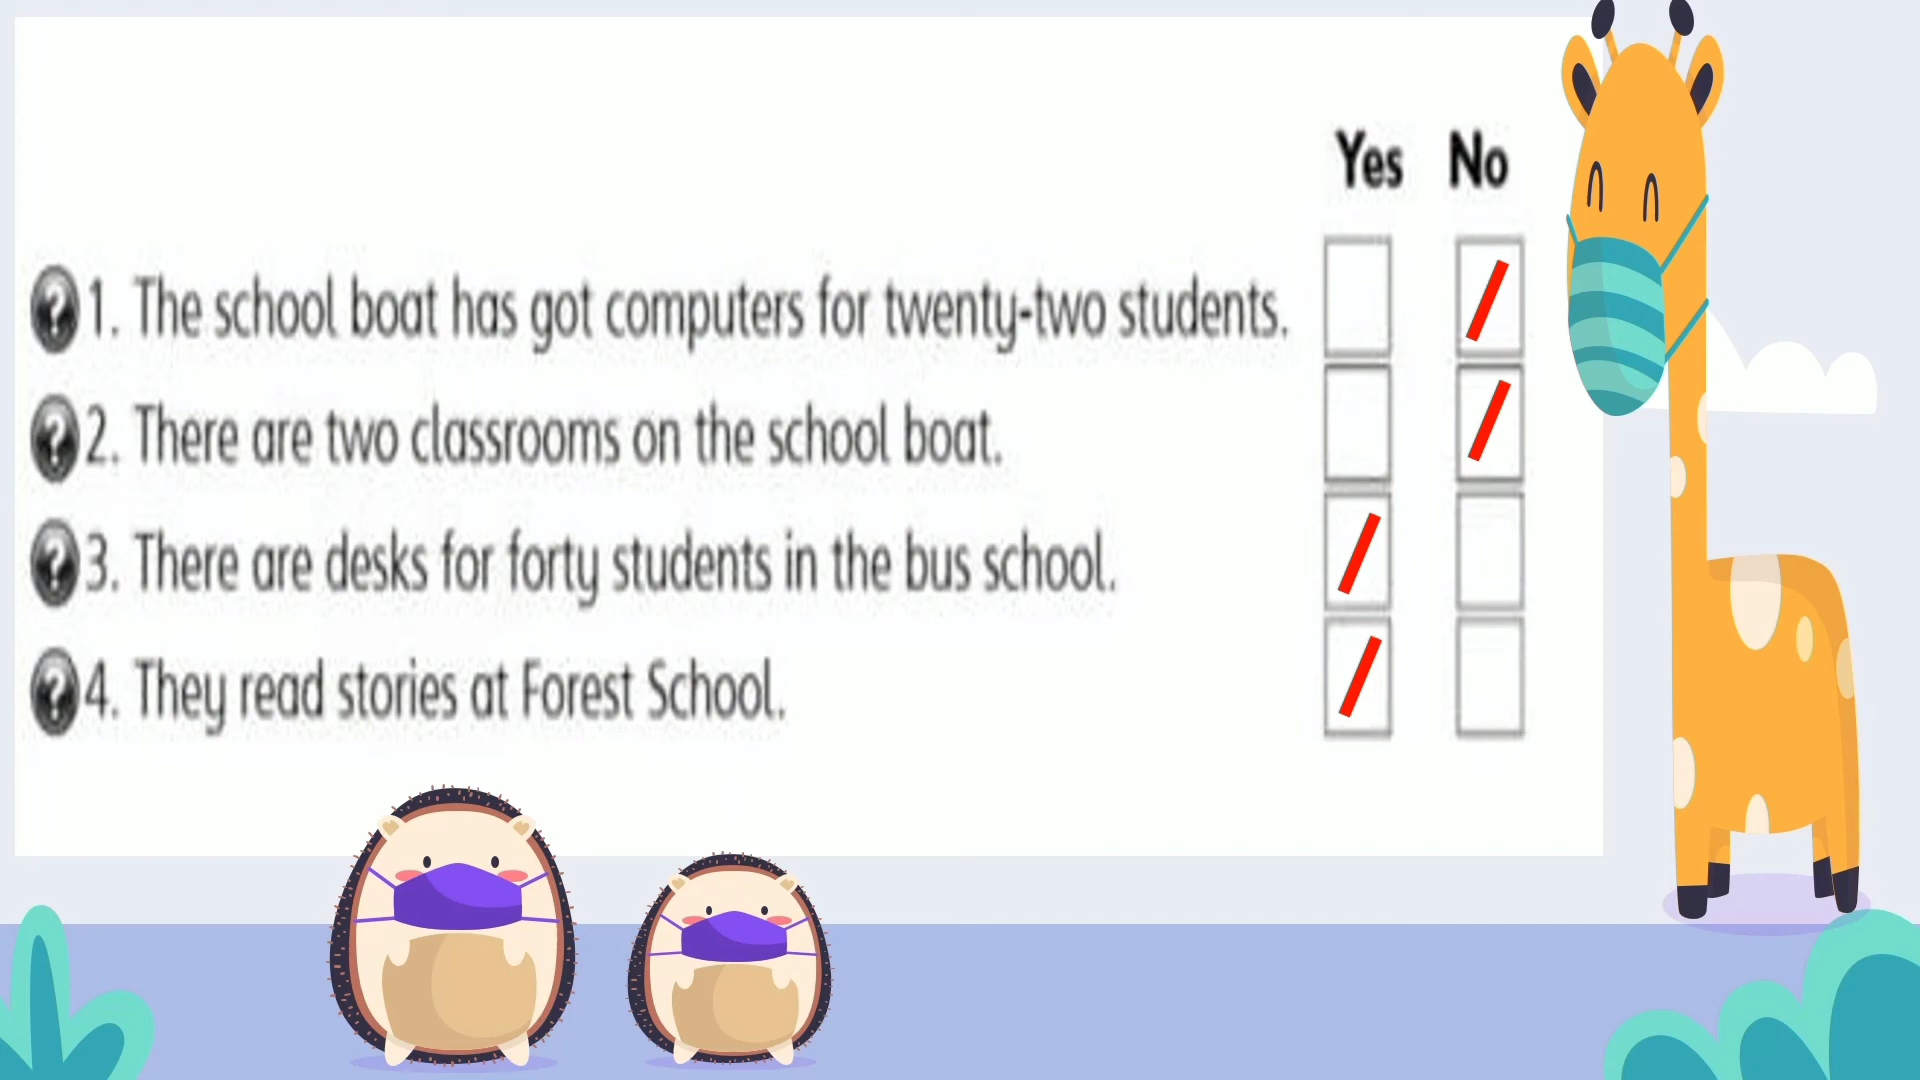 Yes No
? 1. The school boat has got computers for twenty-two students.
? 2. There are two classrooms on the school boat.
? 3. There are desks for forty students in the bus school.
? 4. They read stories at Forest School.